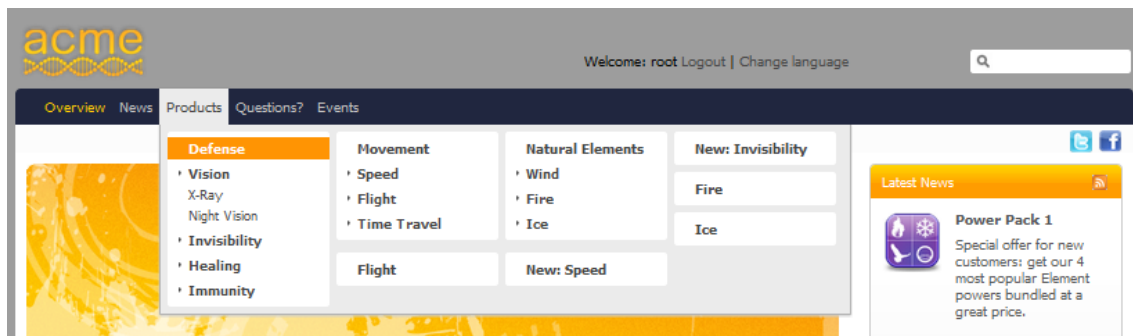 acme
Welcome: root Logout | Change language
Overview News Products Questions? Events
Defense
Vision
X-Ray
Night Vision
Invisibility
Healing
Immunity
Movement
Speed
Flight
Time Travel
Flight
Natural Elements
Wind
Fire
Ice
New: Speed
New: Invisibility
Fire
Ice
Latest News
Power Pack 1
Special offer for new
customers: get our 4
most popular Element
powers bundled at a
great price.